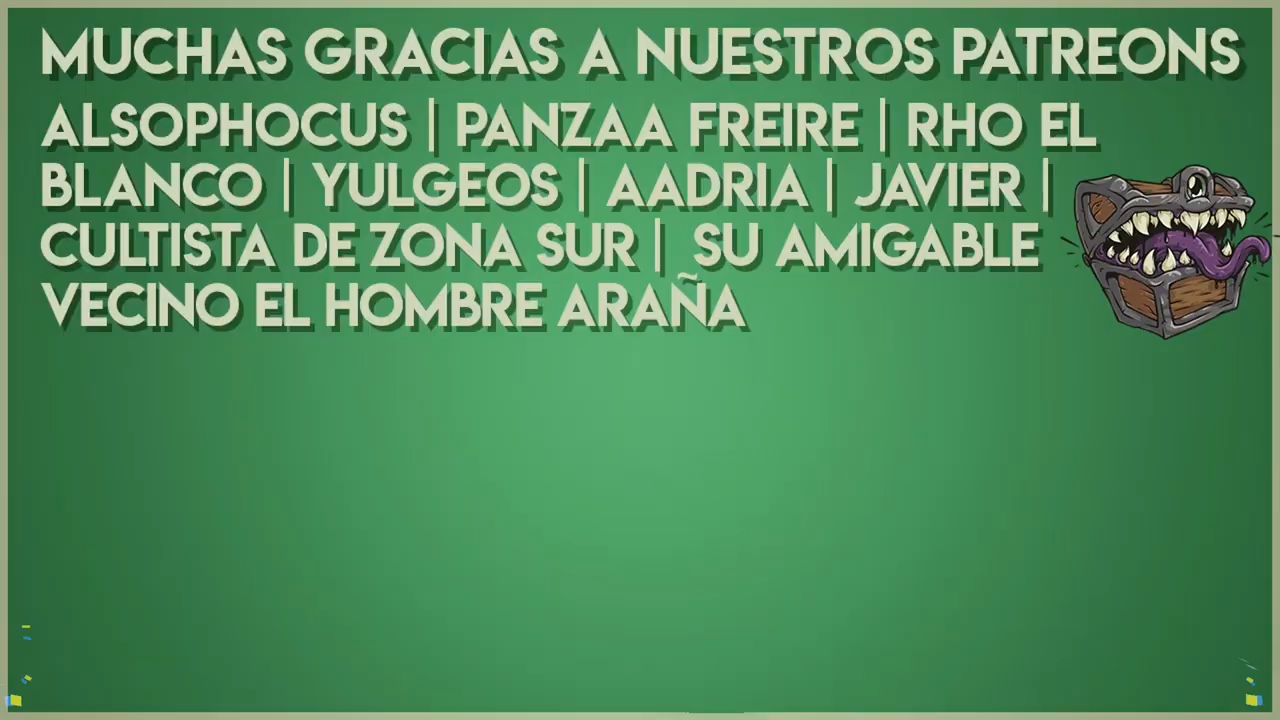 MUCHAS GRACIAS A NUESTROS PATREONS
ALSOPHOCUS | PANZAA FREIRE | RHO EL
BLANCO | YULGEOS | AADRIA | JAVIER |
CULTISTA DE ZONA SUR | SU AMIGABLE
VECINO EL HOMBRE ARAÑA